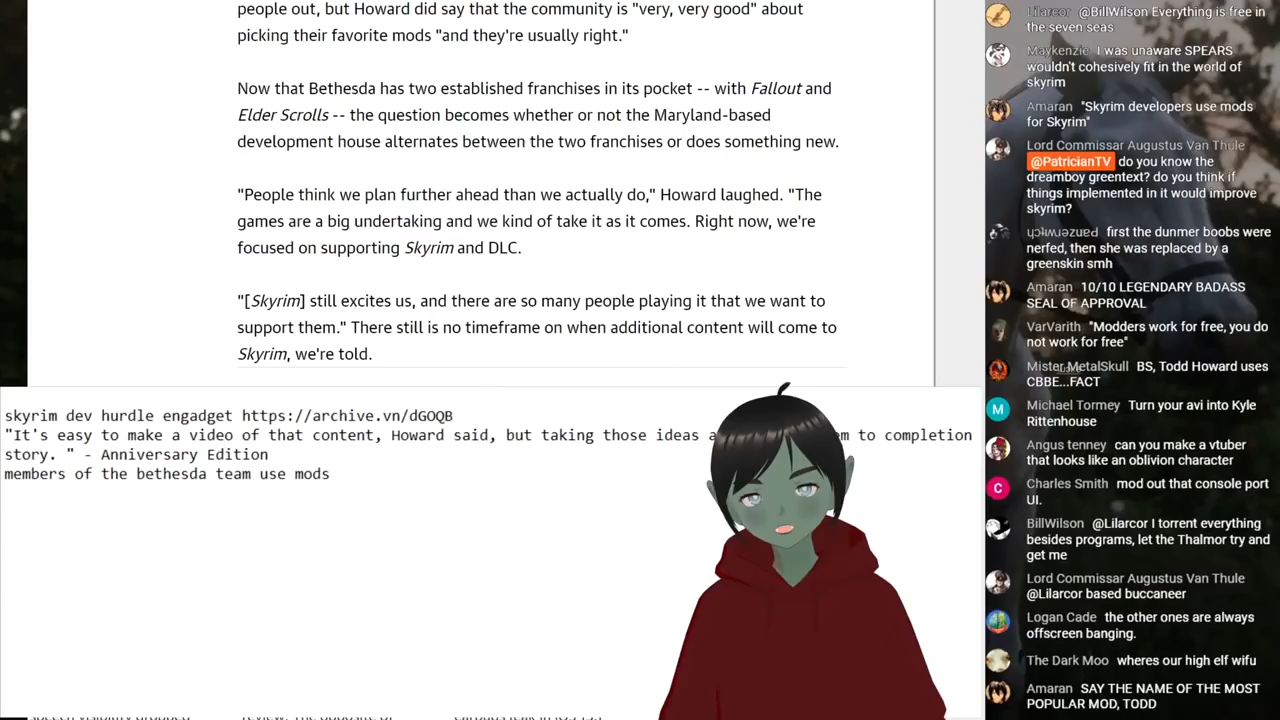 people out, but Howard did say that the community is "very, very good" about
picking their favorite mods "and they're usually right."
Now that Bethesda has two established franchises in its pocket -- with Fallout and
Elder Scrolls -- the question becomes whether or not the Maryland-based
development house alternates between the two franchises or does something new.
"People think we plan further ahead than we actually do," Howard laughed. "The
games are a big undertaking and we kind of take it as it comes. Right now, we're
focused on supporting Skyrim and DLC.
"[Skyrim] still excites us, and there are so many people playing it that we want to
support them." There still is no timeframe on when additional content will come to
Skyrim, we're told.
skyrim dev hurdle engadget https://archive.vn/dGOQB
"It's easy to make a video of that content, Howard said, but taking those ideas a m to completion
story. " - Anniversary Edition
members of the bethesda team use mods
Lilarcor @BillWilson Everything is free in
the seven seas
Maykenzie I was unaware SPEARS
wouldn't cohesively fit in the world of
skyrim
Amaran "Skyrim developers use mods
for Skyrim"
Lord Commissar Augustus Van Thule
@PatricianTV do you know the
dreamboy greentext? do you think if
things implemented in it would improve
skyrim?
first the dunmer boobs were
nerfed, then she was replaced by a
greenskin smh
Amaran 10/10 LEGENDARY BADASS
SEAL OF APPROVAL
VarVarith "Modders work for free, you do
not work for free"
Mister MetalSkull BS, Todd Howard uses
CBBE...FACT
Michael Tormey Turn your avi into Kyle
Rittenhouse
Angus tenney can you make a vtuber
that looks like an oblivion character
Charles Smith mod out that console port
UI.
BillWilson @Lilarcor I torrent everything
besides programs, let the Thalmor try and
get me
Lord Commissar Augustus Van Thule
@Lilarcor based buccaneer
Logan Cade the other ones are always
offscreen banging.
The Dark Moo wheres our high elf wifu
Amaran SAY THE NAME OF THE MOST
POPULAR MOD, TODD